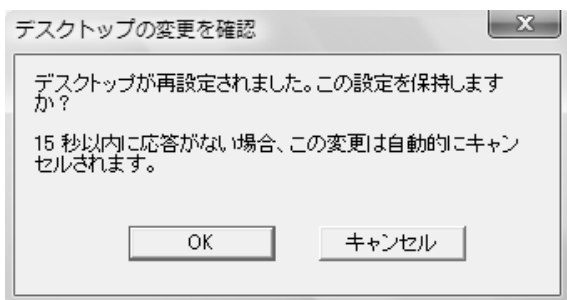 デスクトップの変更を確認
デスクトップが再設定されました。この設定を保持します
か？
15 秒以内に応答がない場合、この変更は自動的にキャン
セルされます。
OK
キャンセル